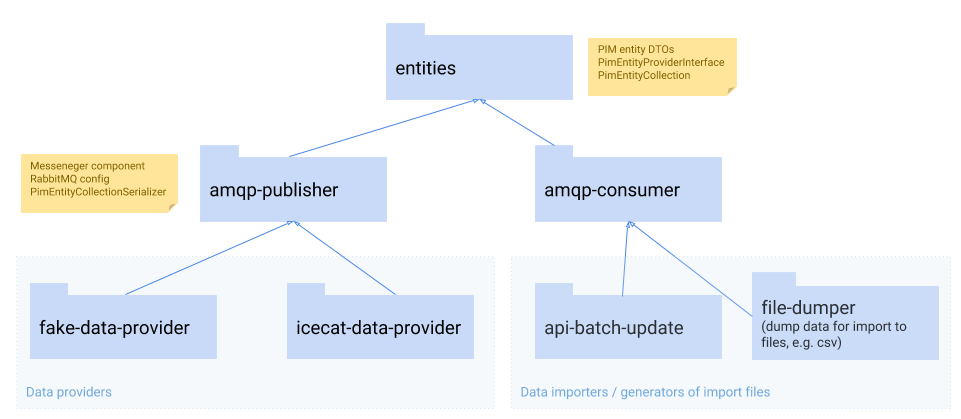 entities
PIM entity DTOs
PimEntityProviderInterface
PimEntityCollection
Messeneger component
RabbitMQ config
PimEntityCollectionSerializer
amqp-publisher
amqp-consumer
fake-data-provider
icecat-data-provider
api-batch-update
file-dumper
(dump data for import to
files, e.g. csv)
Data providers
Data importers / generators of import files